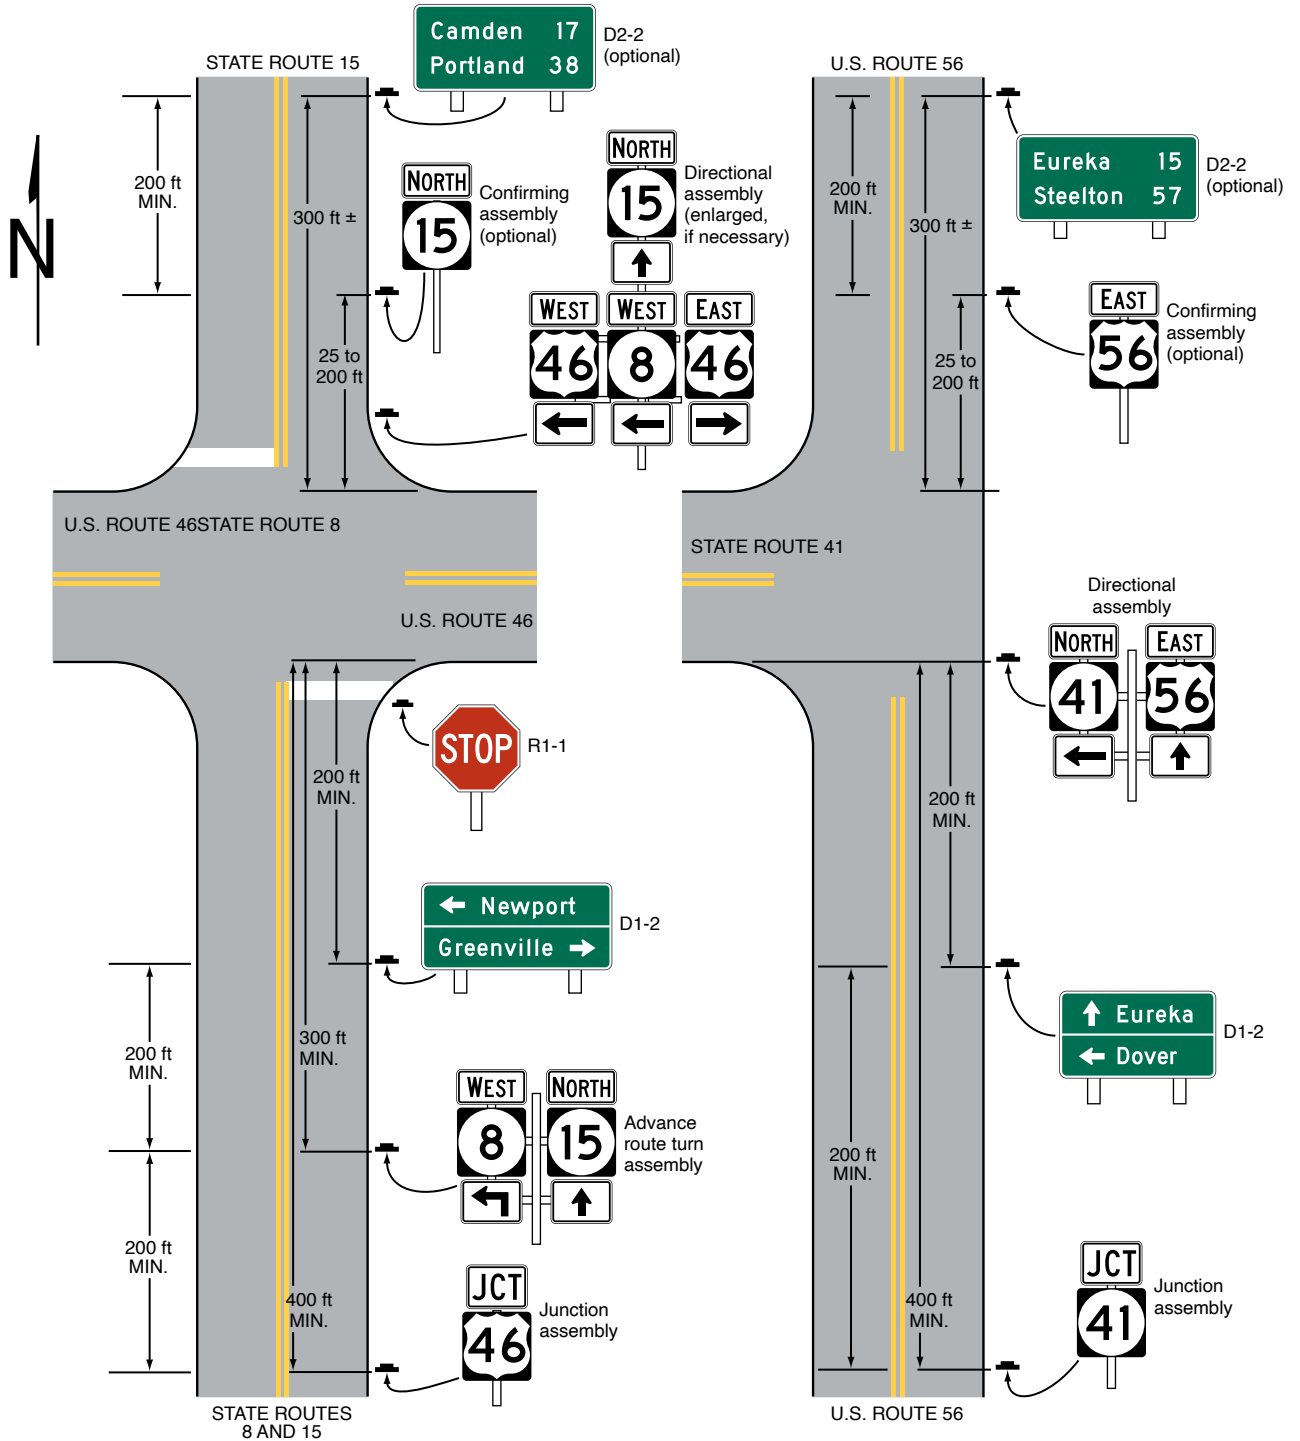 STATE ROUTE 15
Camden 17
Portland 38
D2-2
(optional)
200 ft
MIN.
300 ft ±
N
NORTH
15
Confirming
assembly
(optional)
NORTH
15
Directional
assembly
(enlarged,
if necessary)
WEST WEST EAST
46 8 46
25 to
200 ft
U.S. ROUTE 46STATE ROUTE 8
U.S. ROUTE 46
STOP
R1-1
200 ft
MIN.
← Newport
Greenville →
D1-2
300 ft
MIN.
200 ft
MIN.
WEST NORTH
8 15
Advance
route turn
assembly
200 ft
MIN.
400 ft
MIN.
JCT
46
Junction
assembly
STATE ROUTES
8 AND 15
U.S. ROUTE 56
200 ft
MIN.
300 ft ±
Eureka 15
Steelton 57
D2-2
(optional)
EAST
56
Confirming
assembly
(optional)
25 to
200 ft
STATE ROUTE 41
Directional
assembly
NORTH EAST
41 56
200 ft
MIN.
↑ Eureka
← Dover
D1-2
200 ft
MIN.
400 ft
MIN.
JCT
41
Junction
assembly
U.S. ROUTE 56